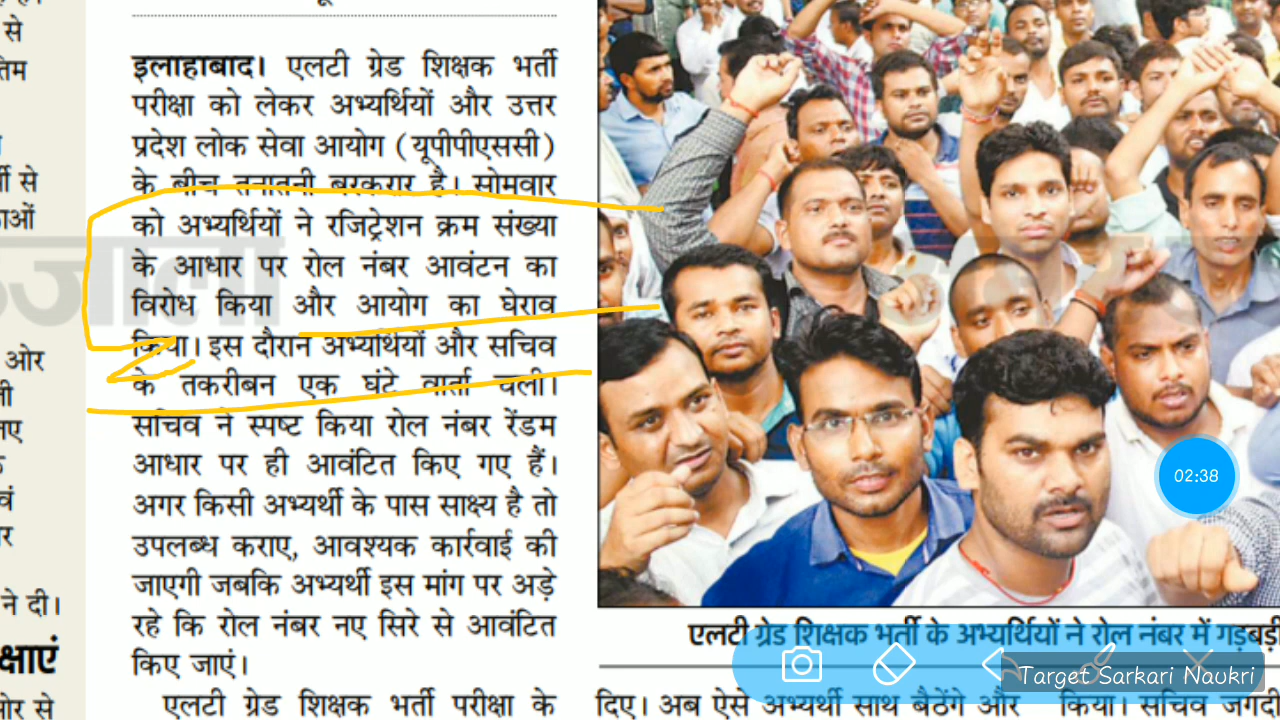 से
इलाहाबाद। एलटी ग्रेड शिक्षक भर्ती
परीक्षा को लेकर अभ्यर्थियों और उत्तर
प्रदेश लोक सेवा आयोग (यूपीपीएससी)
के बीच तनातनी बरकरार है। सोमवार
को अभ्यर्थियों ने रजिट्रेशन क्रम संख्या
के आधार पर रोल नंबर आवंटन का
विरोध किया और आयोग का घेराव
किया। इस दौरान अभ्यर्थियों और सचिव
के तकरीबन एक घंटे वार्ता चली।
सचिव ने स्पष्ट किया रोल नंबर रेंडम
आधार पर ही आवंटित किए गए हैं।
अगर किसी अभ्यर्थी के पास साक्ष्य है तो
उपलब्ध कराए, आवश्यक कार्रवाई की
जाएगी जबकि अभ्यर्थी इस मांग पर अड़े
रहे कि रोल नंबर नए सिरे से आवंटित
किए जाएं।
एलटी ग्रेड शिक्षक भर्ती परीक्षा के
से
ओर
ने दी।
से
02:38
एलटी ग्रेड शिक्षक भर्ती के अभ्यर्थियों ने रोल नंबर में गड़बड़ी
Target Sarkari Naukri
दिए। अब ऐसे अभ्यर्थी साथ बैठेंगे और
किया। सचिव